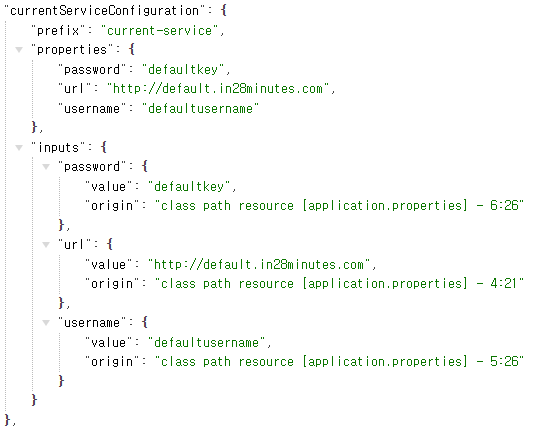 "currentServiceConfiguration": {
"prefix": "current-service",
"properties": {
"password": "defaultkey",
"url": "http://default.in28minutes.com",
"username": "defaultusername"
},
"inputs": {
"password": {
"value": "defaultkey",
"origin": "class path resource [application.properties] - 6:26"
},
"url": {
"value": "http://default.in28minutes.com",
"origin": "class path resource [application.properties] - 4:21"
},
"username": {
"value": "defaultusername",
"origin": "class path resource [application.properties] - 5:26"
}
}
},